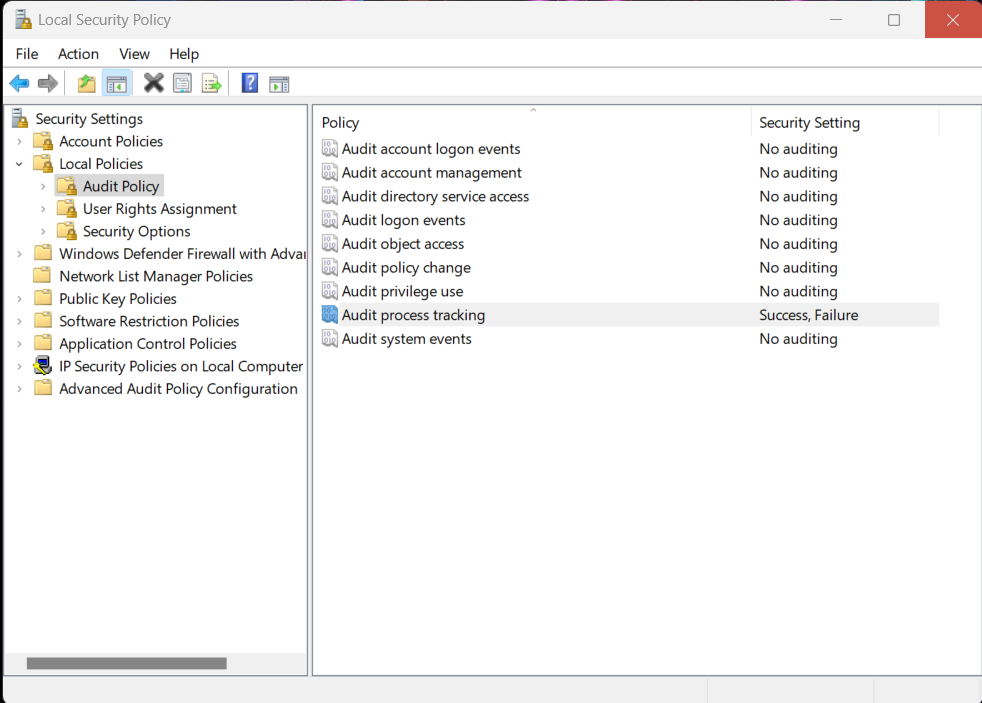 Local Security Policy
File Action View Help
Security Settings
Account Policies
Local Policies
Audit Policy
User Rights Assignment
Security Options
Windows Defender Firewall with Advan
Network List Manager Policies
Public Key Policies
Software Restriction Policies
Application Control Policies
IP Security Policies on Local Computer
Advanced Audit Policy Configuration
Policy Security Setting
Audit account logon events No auditing
Audit account management No auditing
Audit directory service access No auditing
Audit logon events No auditing
Audit object access No auditing
Audit policy change No auditing
Audit privilege use No auditing
Audit process tracking Success, Failure
Audit system events No auditing